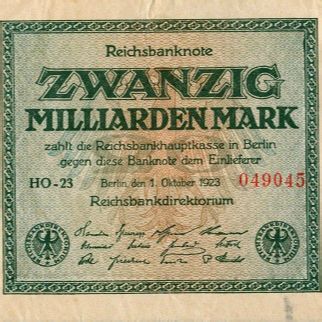 Reichsbanknote
ZWANZIG
MILLIARDEN MARK
zahlt die Reichsbankhauptkasse in Berlin
gegen diese Banknote dem Einlieferer
HO-23 Berlin, den 1. Oktober 1923 049045
Reichsbankdirektorium